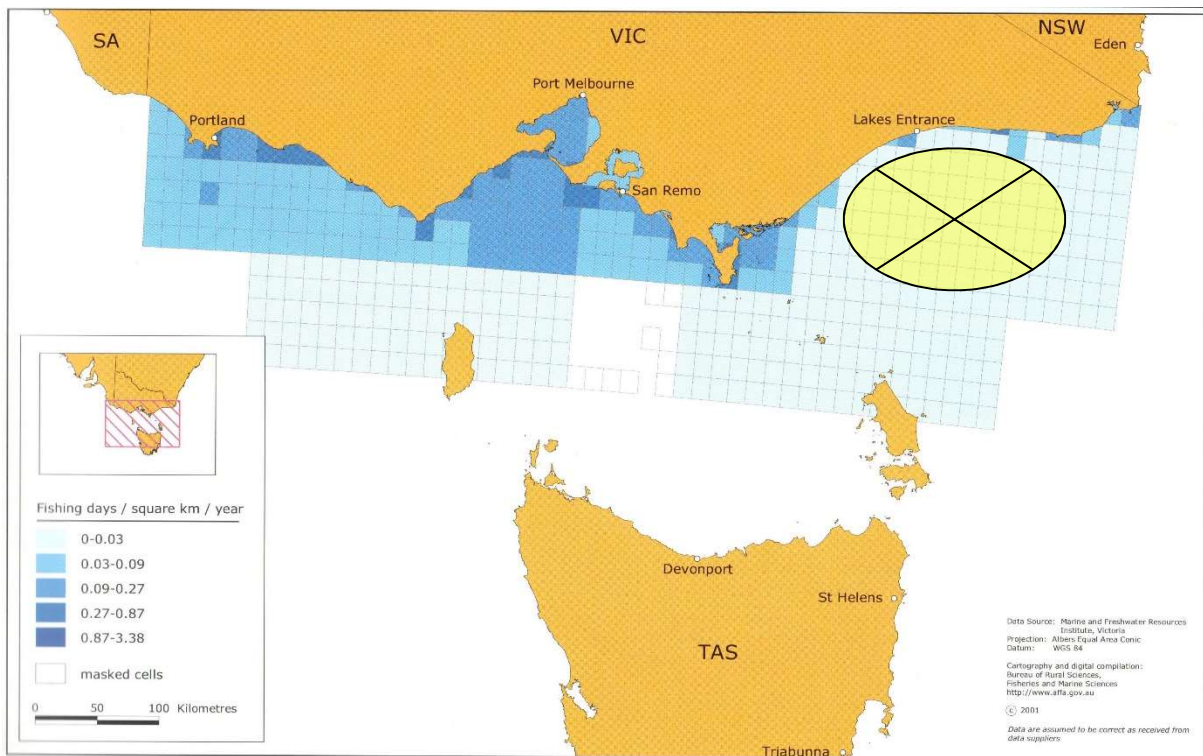 SA
VIC
NSW
Eden
Port Melbourne
Portland
Lakes Entrance
San Remo
Fishing days / square km / year
0-0.03
0.03-0.09
0.09-0.27
0.27-0.87
0.87-3.38
masked cells
0 50 100 Kilometres
Devonport
St Helens
TAS
Triabunna
Data Source: Marine and Freshwater Resources
Institute, Victoria
Projection: Albers Equal Area Conic
Datum: WGS 84
Cartography and digital compilation:
Bureau of Rural Sciences,
Fisheries and Marine Sciences
http://www.affa.gov.au
© 2001
Data are assumed to be correct as received from
data suppliers